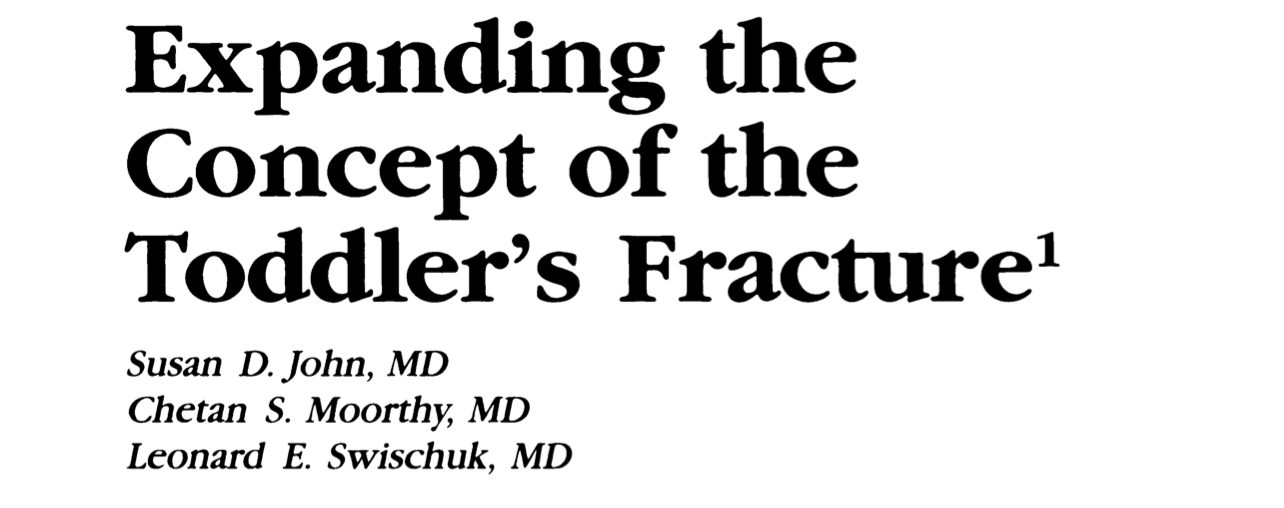 Expanding the
Concept of the
Toddler’s Fracture¹
Susan D. John, MD
Chetan S. Moorthy, MD
Leonard E. Swischuk, MD